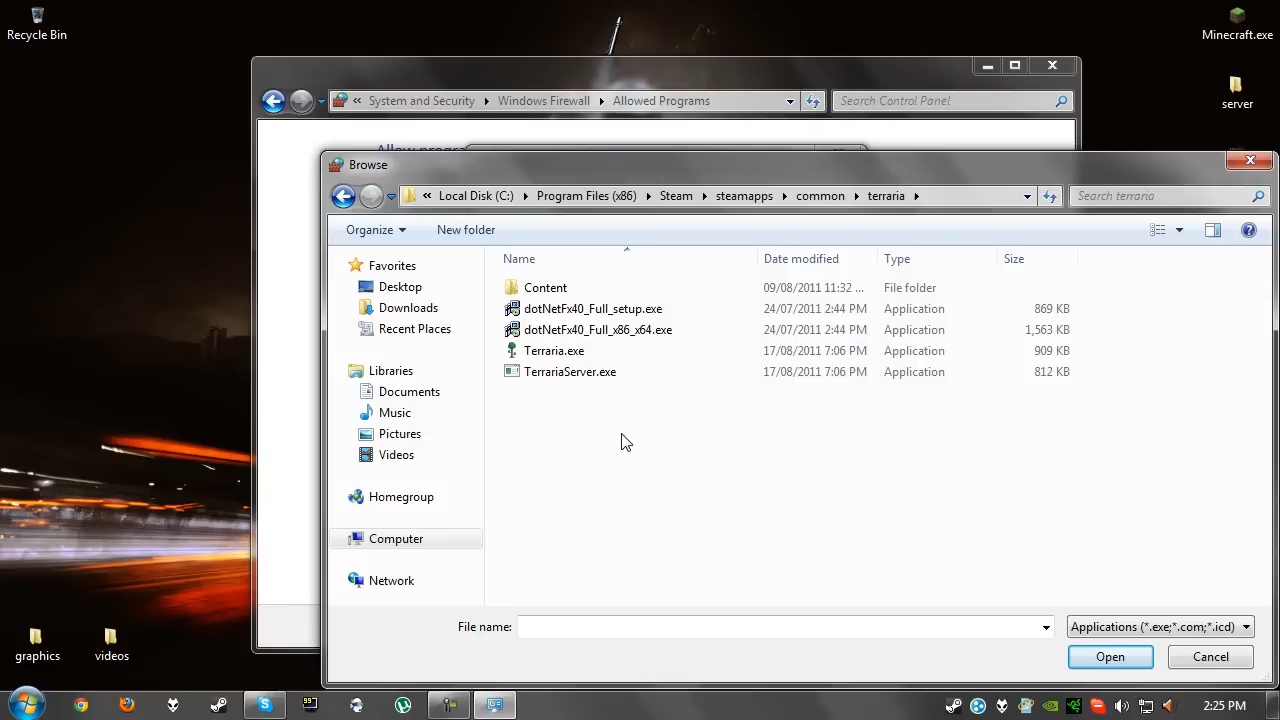 Recycle Bin
Minecraft.exe
server
System and Security
Windows Firewall
Allowed Programs
Search Control Panel
Browse
Local Disk (C:)
Program Files (x86)
Steam
steamapps
common
terraria
Search terraria
Organize
New folder
Name
Date modified
Type
Size
Favorites
Desktop
Downloads
Recent Places
Libraries
Documents
Music
Pictures
Videos
Homegroup
Computer
Network
Content
09/08/2011 11:32 ...
File folder
dotNetFx40_Full_setup.exe
24/07/2011 2:44 PM
Application
869 KB
dotNetFx40_Full_x86_x64.exe
24/07/2011 2:44 PM
Application
1,563 KB
Terraria.exe
17/08/2011 7:06 PM
Application
909 KB
TerrariaServer.exe
17/08/2011 7:06 PM
Application
812 KB
File name:
Applications (*.exe;*.com;*.icd)
Open
Cancel
graphics
videos
2:25 PM